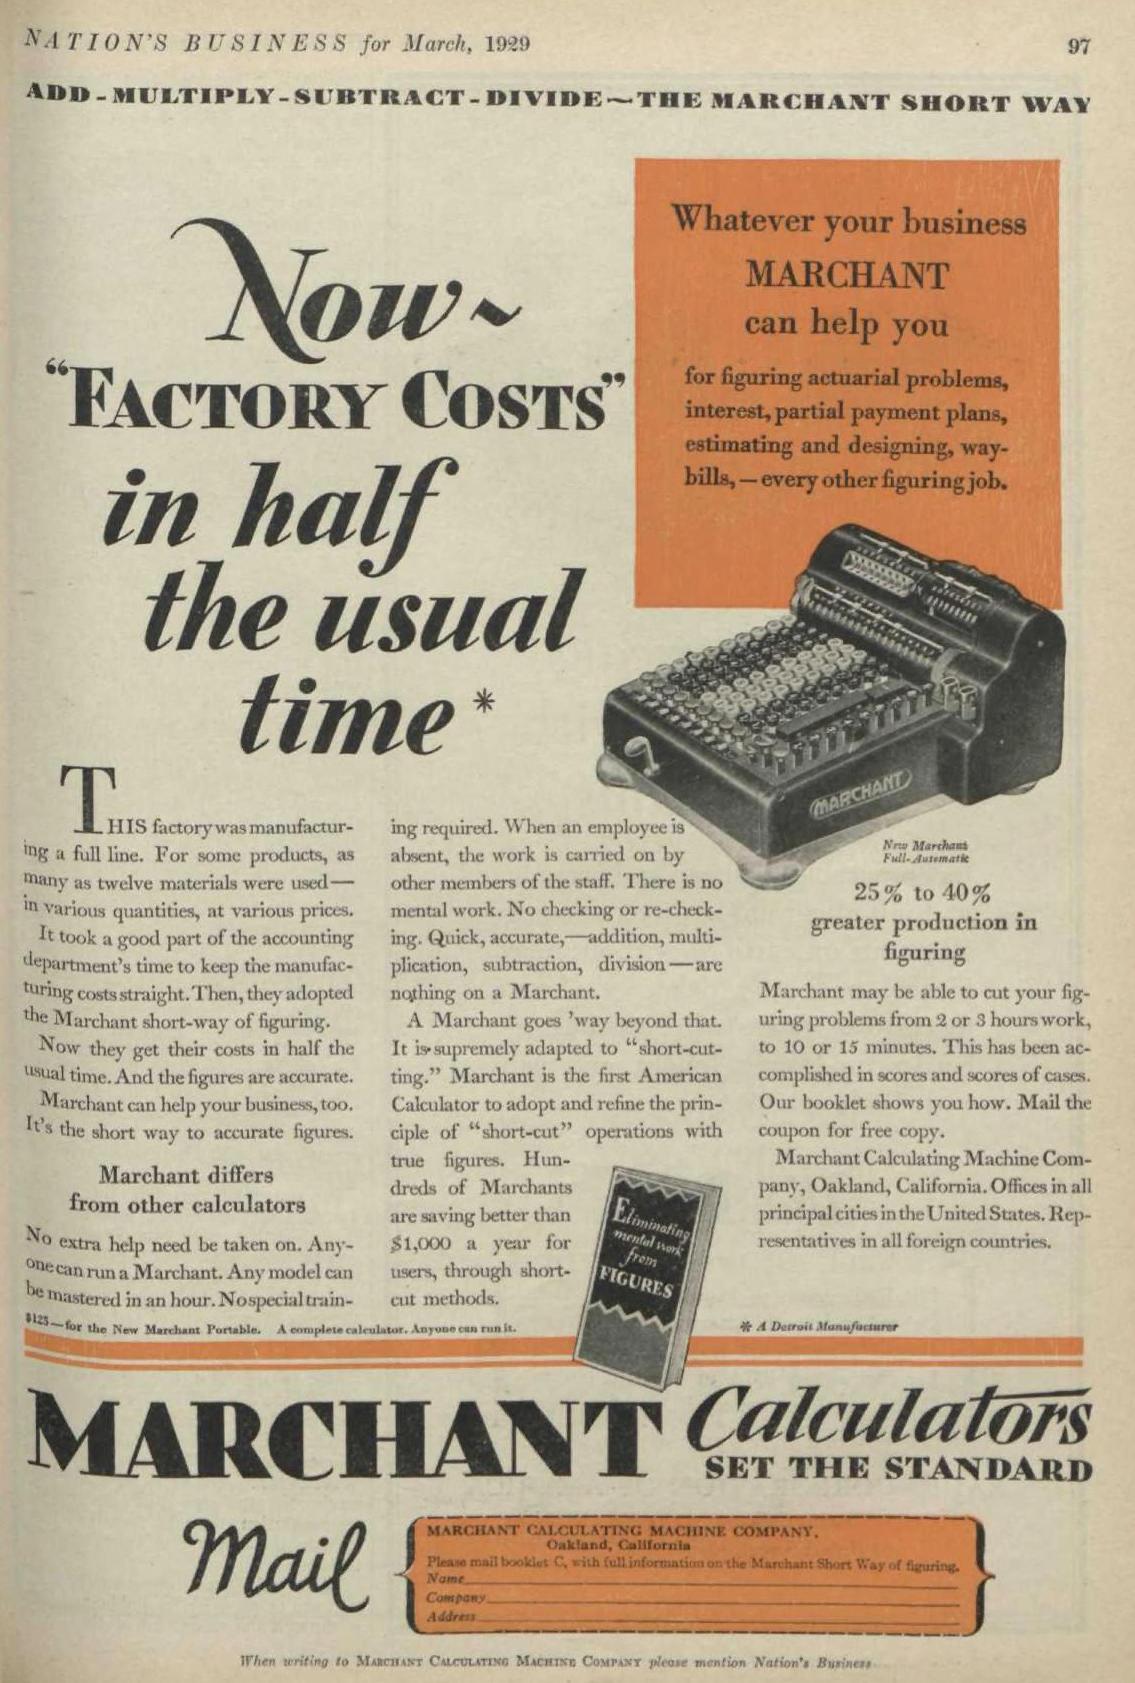 NATION'S BUSINESS for March, 1929
97
ADD-MULTIPLY-SUBTRACT-DIVIDE~THE MARCHANT SHORT WAY
Now~
"FACTORY COSTS"
in half
the usual
time*
Whatever your business
MARCHANT
can help you
for figuring actuarial problems,
interest, partial payment plans,
estimating and designing, way-
bills,—every other figuring job.
MARCHANT
New Marchant
Full-Automatic
THIS factory was manufactur-
ing a full line. For some products, as
many as twelve materials were used—
in various quantities, at various prices.
It took a good part of the accounting
department's time to keep the manufac-
turing costs straight. Then, they adopted
the Marchant short-way of figuring.
Now they get their costs in half the
usual time. And the figures are accurate.
Marchant can help your business, too.
It's the short way to accurate figures.
Marchant differs
from other calculators
No extra help need be taken on. Any-
one can run a Marchant. Any model can
be mastered in an hour. No special train-
ing required. When an employee is
absent, the work is carried on by
other members of the staff. There is no
mental work. No checking or re-check-
ing. Quick, accurate,—addition, multi-
plication, subtraction, division—are
nothing on a Marchant.
A Marchant goes 'way beyond that.
It is supremely adapted to "short-cut-
ting." Marchant is the first American
Calculator to adopt and refine the prin-
ciple of "short-cut" operations with
true figures. Hun-
dreds of Marchants
are saving better than
$1,000 a year for
users, through short-
cut methods.
Eliminating
mental work
from
FIGURES
25% to 40%
greater production in
figuring
Marchant may be able to cut your fig-
uring problems from 2 or 3 hours work,
to 10 or 15 minutes. This has been ac-
complished in scores and scores of cases.
Our booklet shows you how. Mail the
coupon for free copy.
Marchant Calculating Machine Com-
pany, Oakland, California. Offices in all
principal cities in the United States. Rep-
resentatives in all foreign countries.
$125—for the New Marchant Portable. A complete calculator. Anyone can run it.
* A Detroit Manufacturer
MARCHANT Calculators
SET THE STANDARD
Mail
MARCHANT CALCULATING MACHINE COMPANY,
Oakland, California
Please mail booklet C, with full information on the Marchant Short Way of figuring.
Name
Company
Address
When writing to MARCHANT CALCULATING MACHINE COMPANY please mention Nation's Business